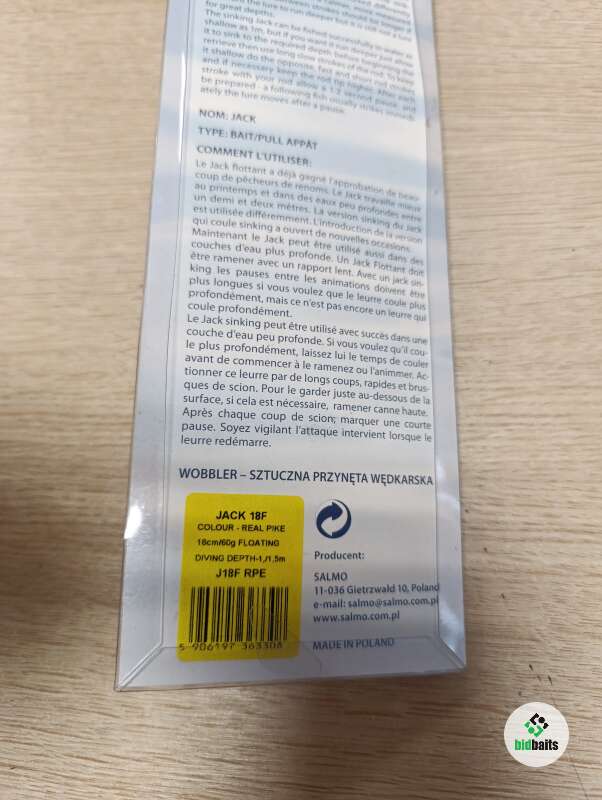 for great depths.
The sinking Jack can be fished successfully in water as
shallow as 1m, but if you want it run deeper just allow
it to sink to the required depth before beginning the
retrieve then use long slow strokes of the rod. To keep
it shallow do the opposite, fast and short rod strokes
and if necessary keep the rod tip higher. After each
stroke with your rod allow a 1.2 second pause, and
be prepared - a following fish usually strikes immedi-
ately the lure moves after a pause.
NOM: JACK
TYPE: BAIT/PULL APPÂT
COMMENT L'UTILISER:
Le Jack flottant a déjà gagné l'approbation de beau-
coup de pêcheurs de renoms. Le Jack travaille mieux
au printemps et dans des eaux peu profondes entre
un demi et deux mètres. La version sinking du Jack
est utilisée différemment. L'introduction de la version
qui coule sinking a ouvert de nouvelles occasions.
Maintenant le Jack peut être utilisé aussi dans des
couches d'eau plus profonde. Un Jack Flottant doit
être ramener avec un rapport lent. Avec un jack sin-
king les pauses entre les animations doivent être
plus longues si vous voulez que le leurre coule plus
profondément, mais ce n'est pas encore un leurre qui
coule profondément.
Le Jack sinking peut être utilisé avec succès dans une
couche d'eau peu profonde. Si vous voulez qu'il cou-
le plus profondément, laissez lui le temps de couler
avant de commencer à le ramenez ou l'animmer. Ac-
tionner ce leurre par de longs coups, rapides et brus-
ques de scion. Pour le garder juste au-dessous de la
surface, si cela est nécessaire, ramener canne haute.
Après chaque coup de scion; marquer une courte
pause. Soyez vigilant l'attaque intervient lorsque le
leurre redémarre.
WOBBLER – SZTUCZNA PRZYNĘTA WĘDKARSKA
JACK 18F
COLOUR - REAL PIKE
18cm/60g FLOATING
DIVING DEPTH-1,/1,5m
J18F RPE
5 906197 363308
Producent:
SALMO
11-036 Gietrzwałd 10, Poland
e-mail: salmo@salmo.com.pl
www.salmo.com.pl
MADE IN POLAND
bidbaits